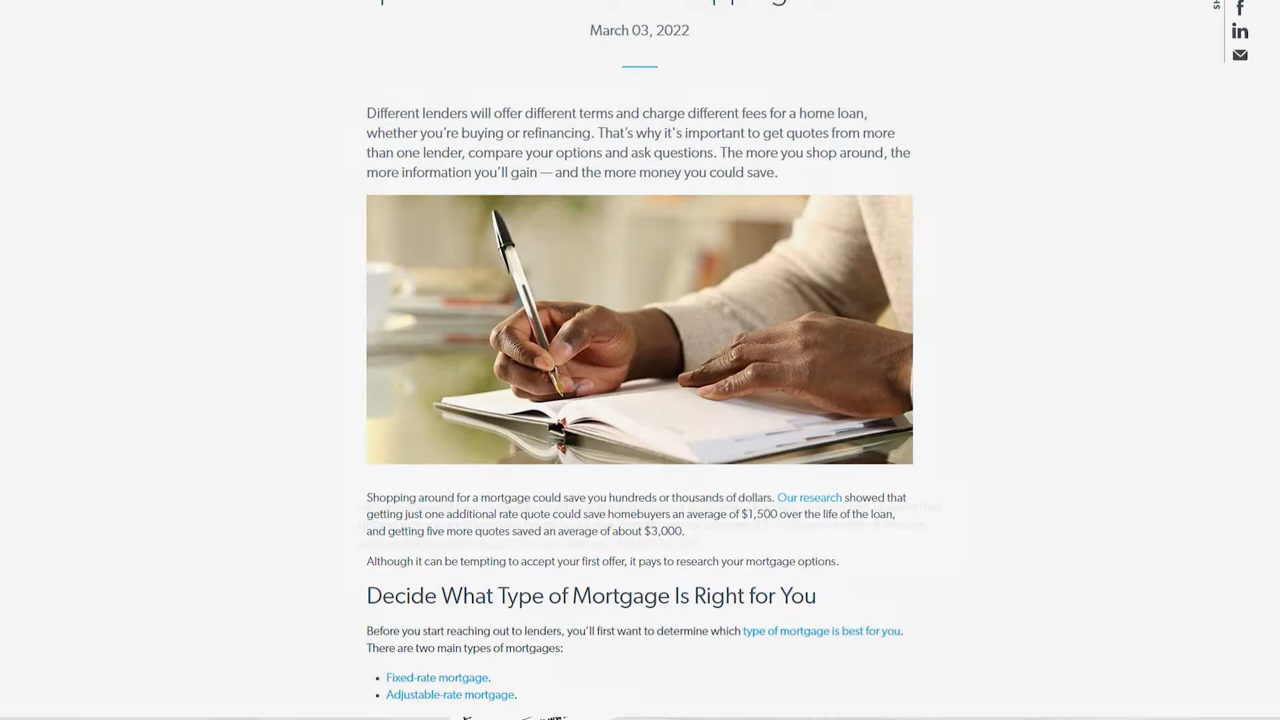 March 03, 2022
Different lenders will offer different terms and charge different fees for a home loan,
whether you’re buying or refinancing. That’s why it's important to get quotes from more
than one lender, compare your options and ask questions. The more you shop around, the
more information you’ll gain — and the more money you could save.
Shopping around for a mortgage could save you hundreds or thousands of dollars. Our research showed that
getting just one additional rate quote could save homebuyers an average of $1,500 over the life of the loan,
and getting five more quotes saved an average of about $3,000.
Although it can be tempting to accept your first offer, it pays to research your mortgage options.
Decide What Type of Mortgage Is Right for You
Before you start reaching out to lenders, you’ll first want to determine which type of mortgage is best for you.
There are two main types of mortgages:
• Fixed-rate mortgage.
• Adjustable-rate mortgage.